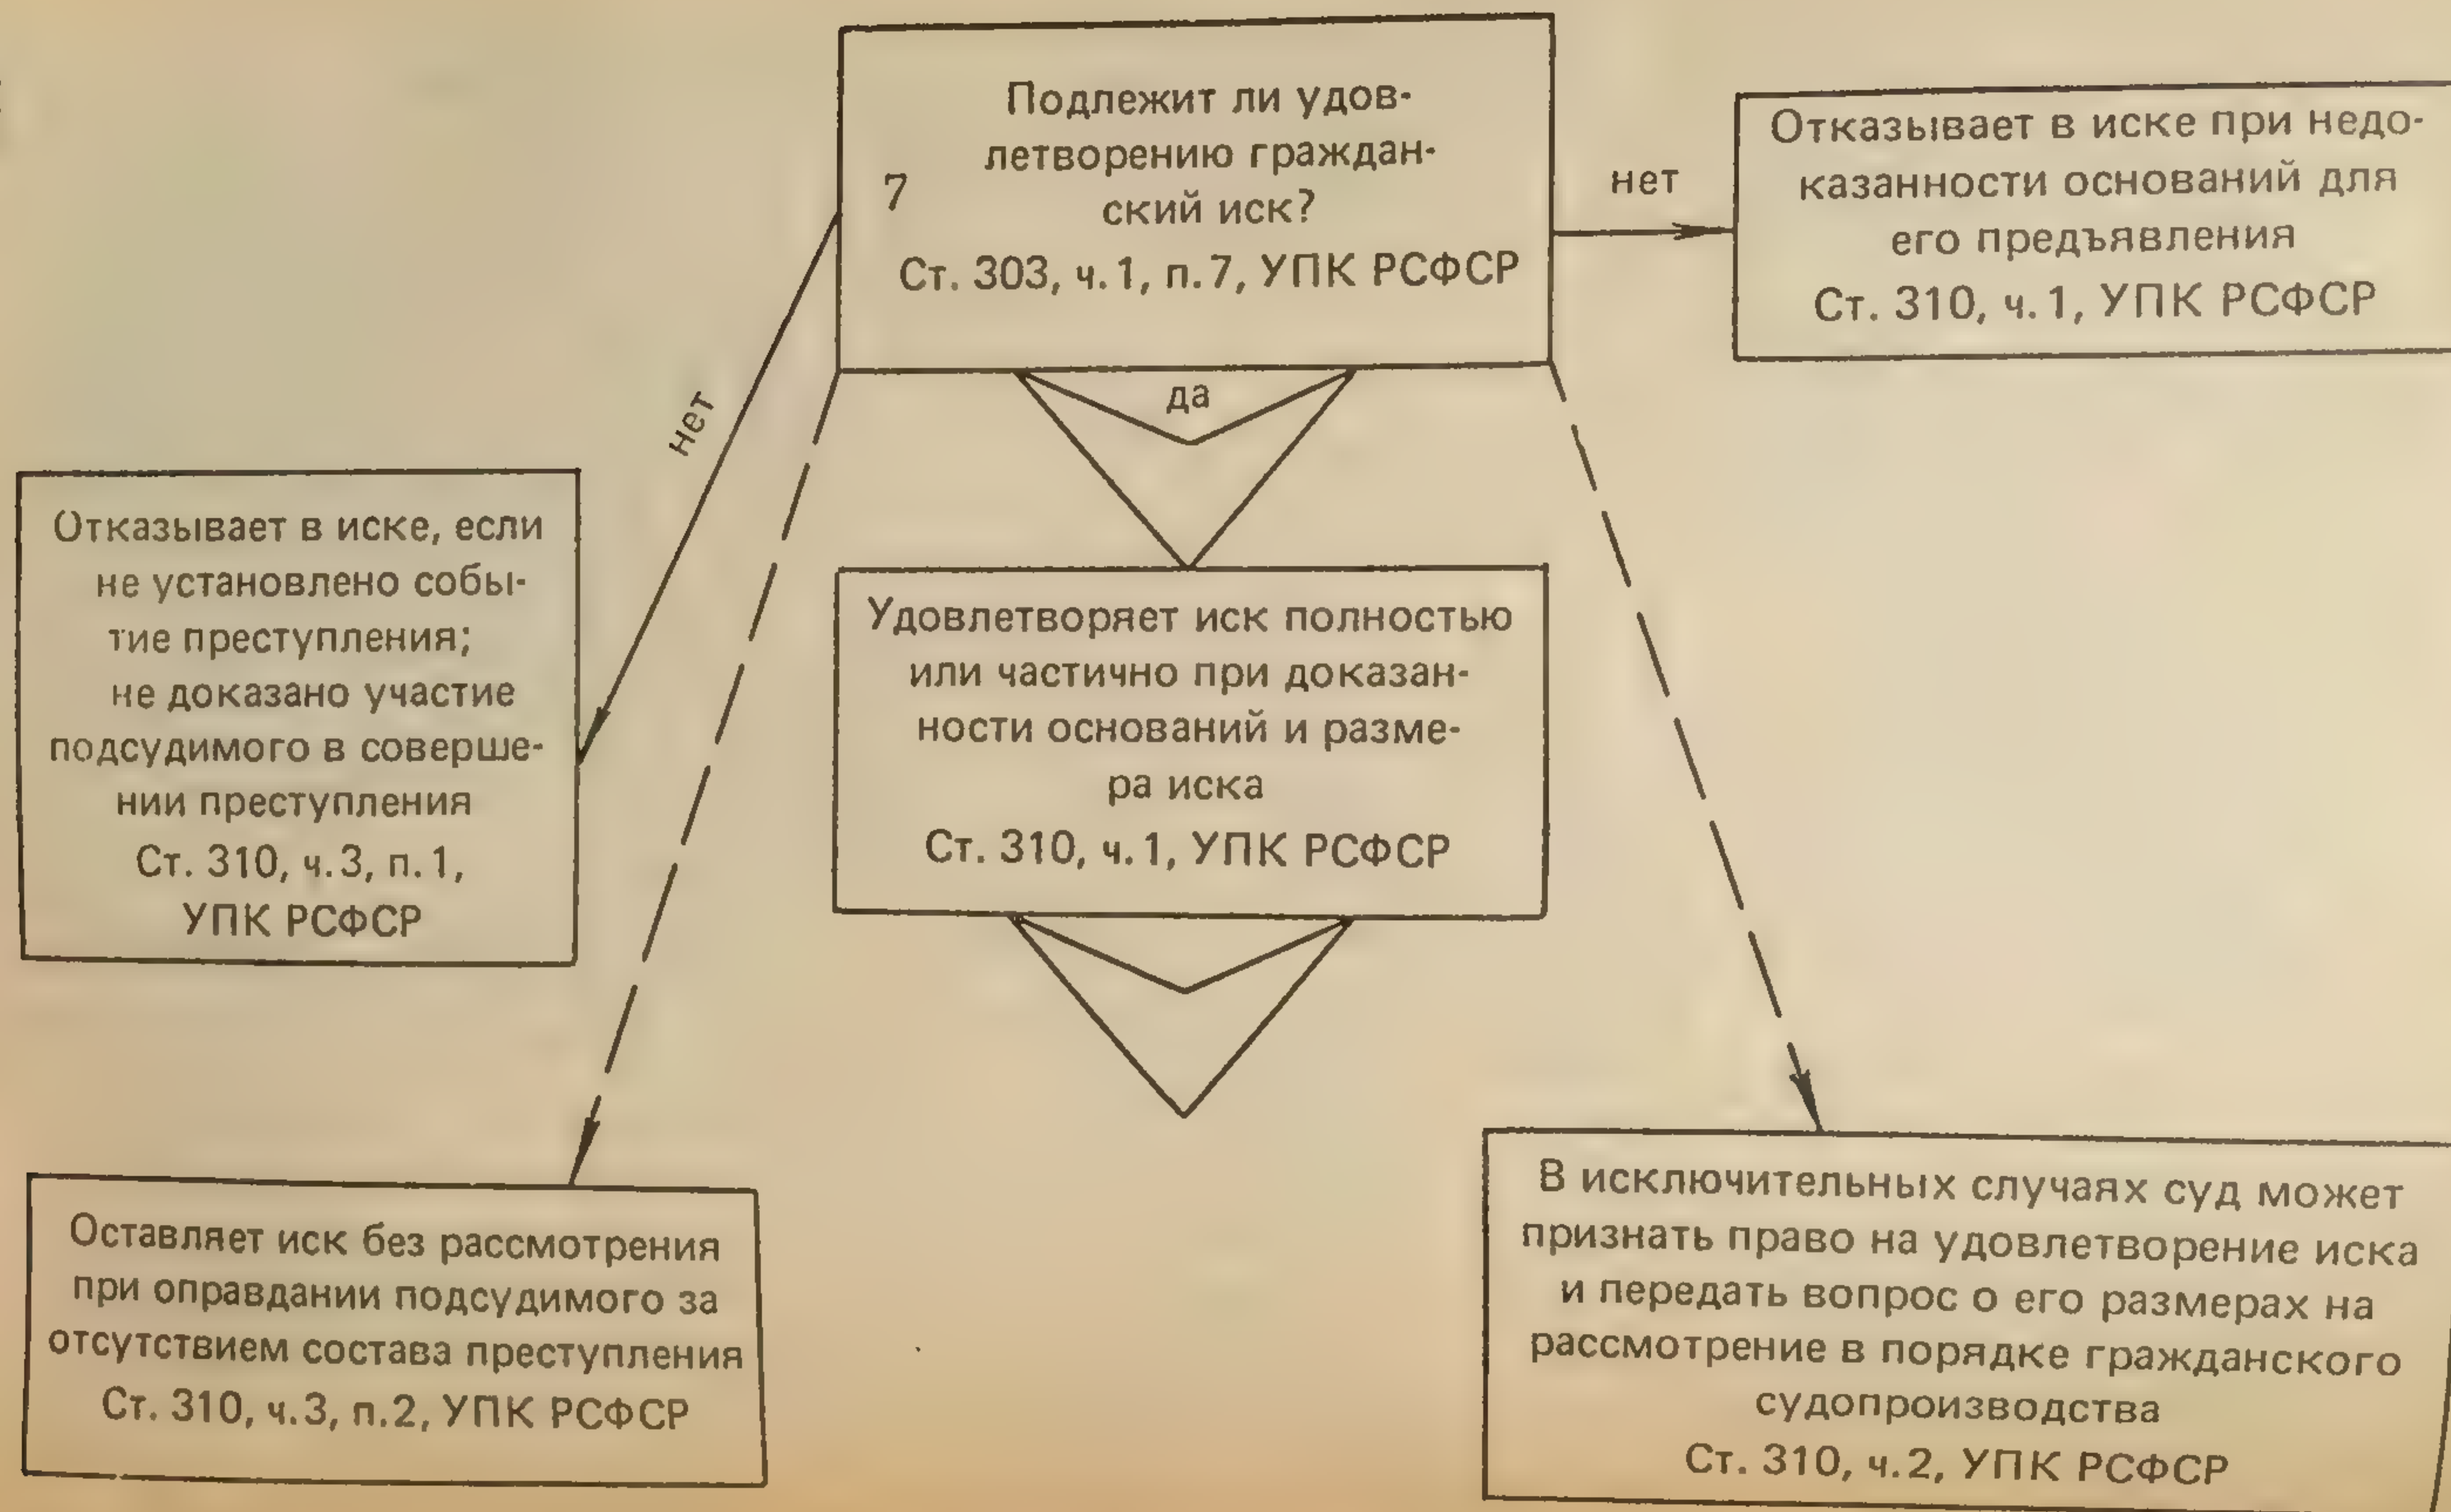 7
Подлежит ли удов-
летворению граждан-
ский иск?
Ст. 303, ч.1, п.7, УПК РСФСР
нет
Отказывает в иске при недо-
казанности оснований для
его предъявления
Ст. 310, ч.1, УПК РСФСР
нет
да
Отказывает в иске, если
не установлено собы-
тие преступления;
не доказано участие
подсудимого в соверше-
нии преступления
Ст. 310, ч.3, п.1,
УПК РСФСР
Удовлетворяет иск полностью
или частично при доказан-
ности оснований и разме-
ра иска
Ст. 310, ч.1, УПК РСФСР
Оставляет иск без рассмотрения
при оправдании подсудимого за
отсутствием состава преступления
Ст. 310, ч.3, п.2, УПК РСФСР
В исключительных случаях суд может
признать право на удовлетворение иска
и передать вопрос о его размерах на
рассмотрение в порядке гражданского
судопроизводства
Ст. 310, ч.2, УПК РСФСР